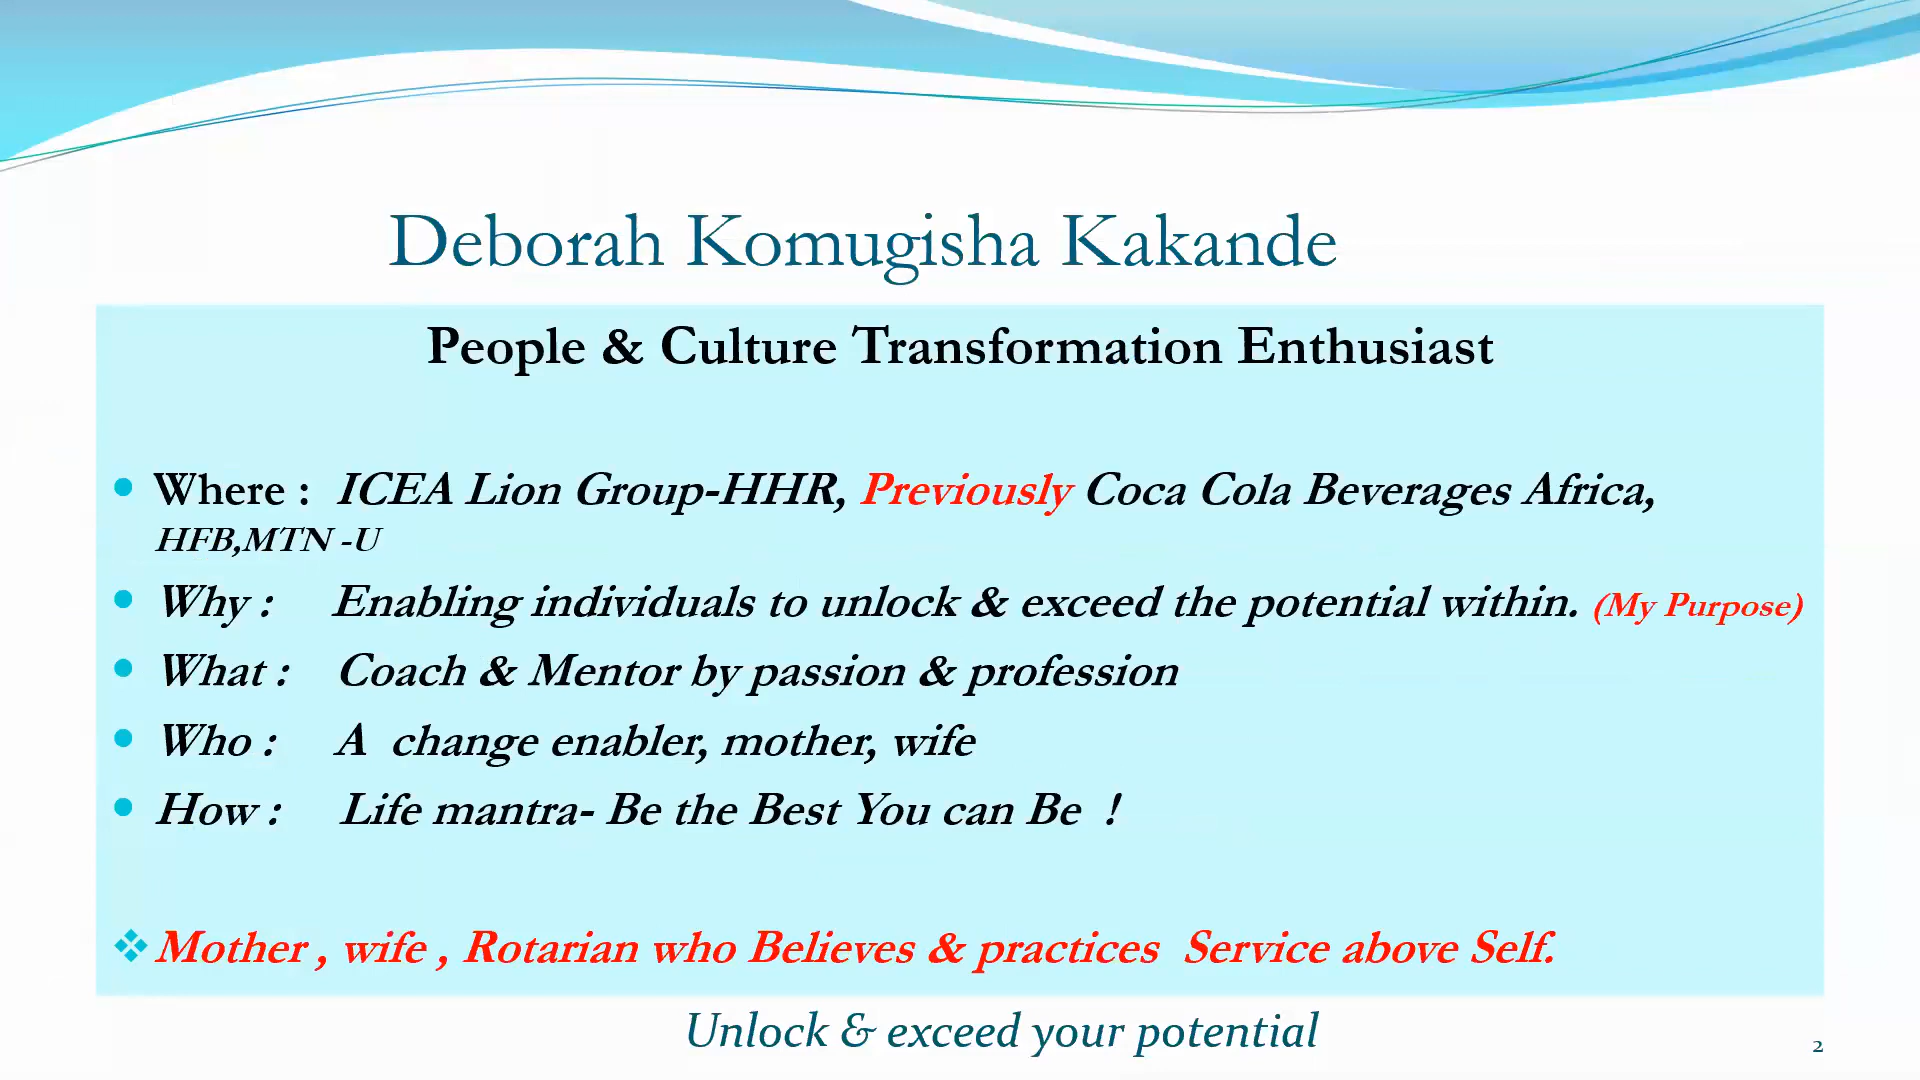 Deborah Komugisha Kakande
People & Culture Transformation Enthusiast
• Where : ICEA Lion Group-HHR, Previously Coca Cola Beverages Africa,
HFB,MTN -U
• Why : Enabling individuals to unlock & exceed the potential within. (My Purpose)
• What : Coach & Mentor by passion & profession
• Who : A change enabler, mother, wife
• How : Life mantra- Be the Best You can Be !
❖ Mother , wife , Rotarian who Believes & practices Service above Self.
Unlock & exceed your potential
2